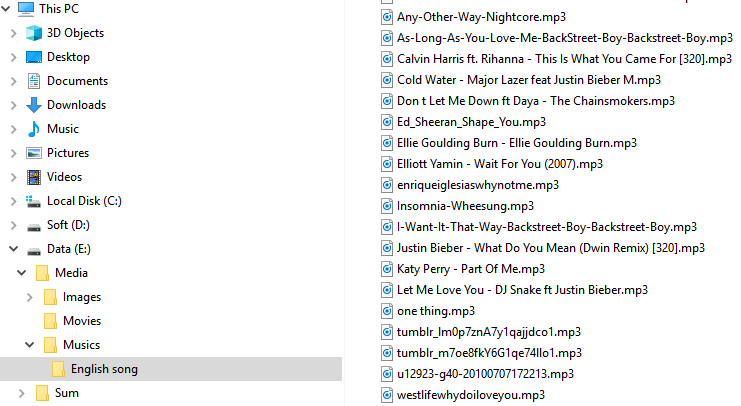 This PC
3D Objects
Desktop
Documents
Downloads
Music
Pictures
Videos
Local Disk (C:)
Soft (D:)
Data (E:)
Media
Images
Movies
Musics
English song
Sum
Any-Other-Way-Nightcore.mp3
As-Long-As-You-Love-Me-BackStreet-Boy-Backstreet-Boy.mp3
Calvin Harris ft. Rihanna - This Is What You Came For [320].mp3
Cold Water - Major Lazer feat Justin Bieber M.mp3
Don t Let Me Down ft Daya - The Chainsmokers.mp3
Ed_Sheeran_Shape_You.mp3
Ellie Goulding Burn - Ellie Goulding Burn.mp3
Elliott Yamin - Wait For You (2007).mp3
enriqueiglesiaswhynotme.mp3
Insomnia-Wheesung.mp3
I-Want-It-That-Way-Backstreet-Boy-Backstreet-Boy.mp3
Justin Bieber - What Do You Mean (Dwin Remix) [320].mp3
Katy Perry - Part Of Me.mp3
Let Me Love You - DJ Snake ft Justin Bieber.mp3
one thing.mp3
tumblr_lm0p7znA7y1qajjdco1.mp3
tumblr_m7oe8fkY6G1qe74llo1.mp3
u12923-g40-20100707172213.mp3
westlifewhydoiloveyou.mp3